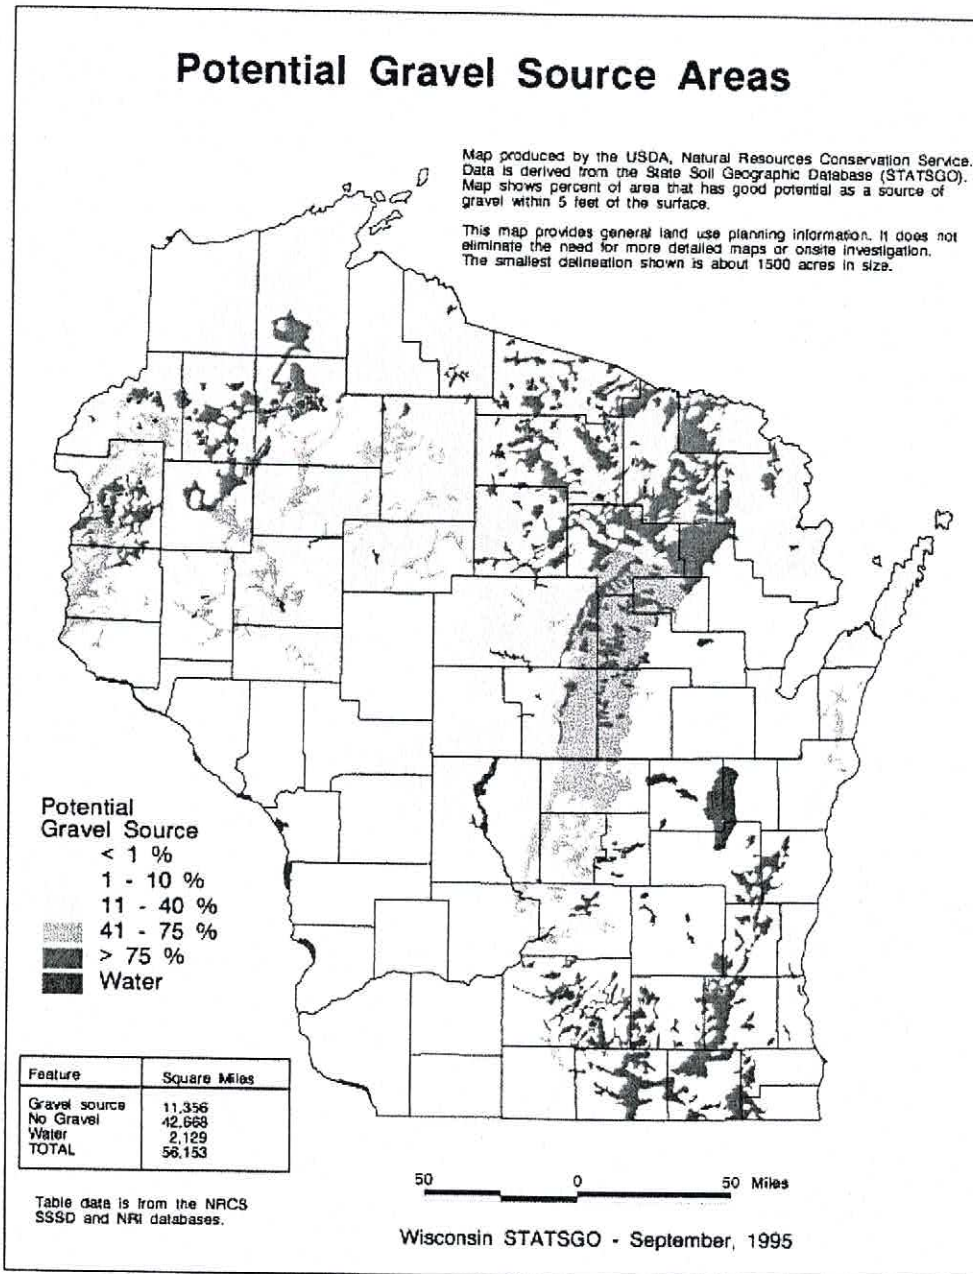 Potential Gravel Source Areas
Map produced by the USDA, Natural Resources Conservation Service.
Data is derived from the State Soil Geographic Database (STATSGO).
Map shows percent of area that has good potential as a source of
gravel within 5 feet of the surface.
This map provides general land use planning information. It does not
eliminate the need for more detailed maps or onsite investigation.
The smallest delineation shown is about 1500 acres in size.
Potential
Gravel Source
< 1 %
1 - 10 %
11 - 40 %
41 - 75 %
> 75 %
Water
Feature Square Miles
Gravel source 11,356
No Gravel 42,668
Water 2,129
TOTAL 56,153
Table data is from the NRCS
SSSD and NRI databases.
50 0 50 Miles
Wisconsin STATSGO - September, 1995